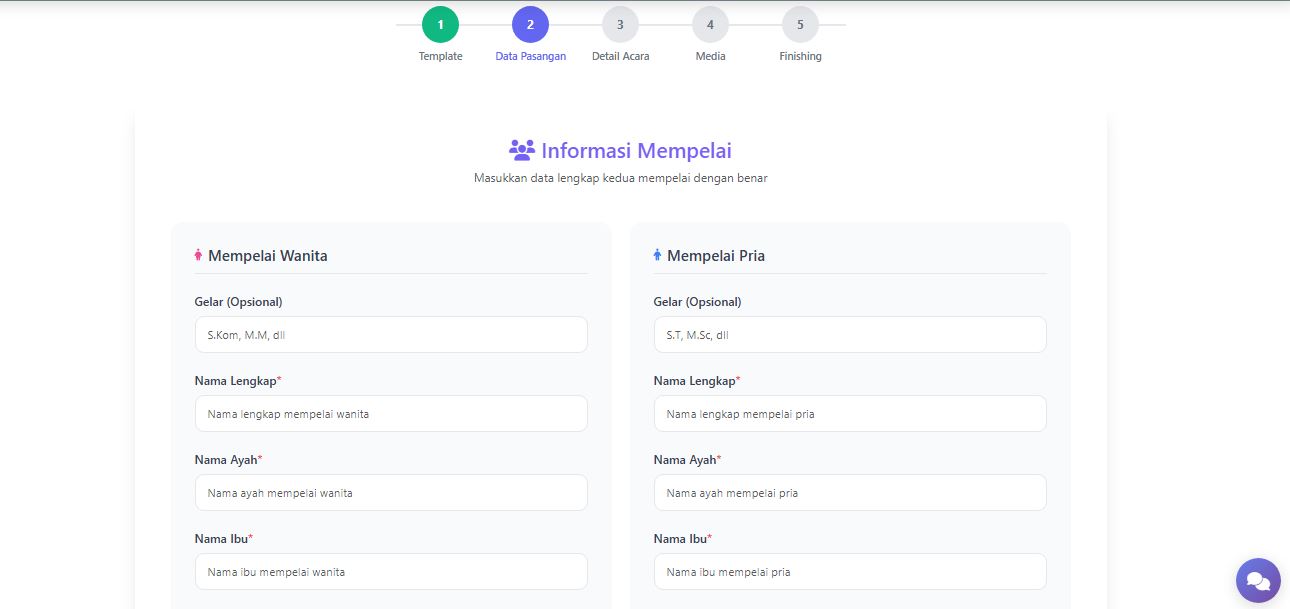 1
2
3
4
5
Template
Data Pasangan
Detail Acara
Media
Finishing
Informasi Mempelai
Masukkan data lengkap kedua mempelai dengan benar
Mempelai Wanita
Gelar (Opsional)
S.Kom, M.M, dll
Nama Lengkap*
Nama lengkap mempelai wanita
Nama Ayah*
Nama ayah mempelai wanita
Nama Ibu*
Nama ibu mempelai wanita
Mempelai Pria
Gelar (Opsional)
S.T, M.Sc, dll
Nama Lengkap*
Nama lengkap mempelai pria
Nama Ayah*
Nama ayah mempelai pria
Nama Ibu*
Nama ibu mempelai pria